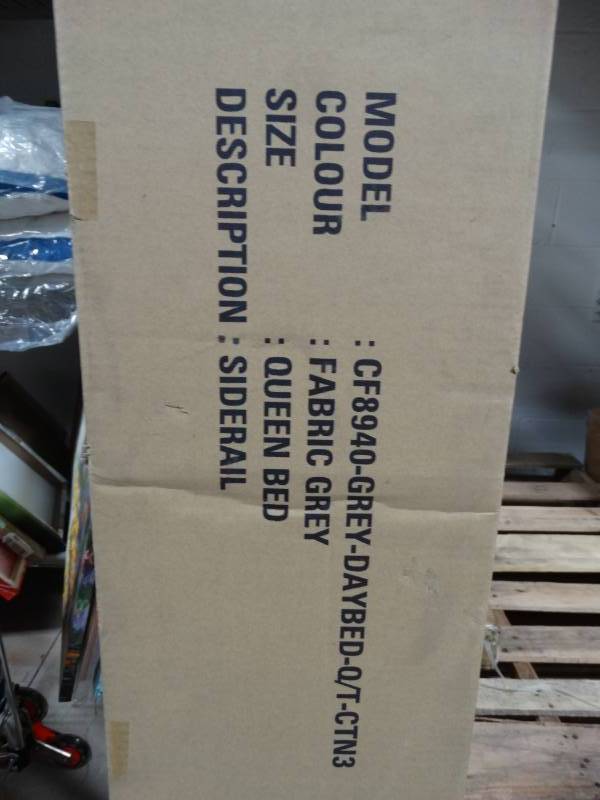 MODEL : CF8940-GREY-DAYBED-Q/T-CTN3
COLOUR : FABRIC GREY
SIZE : QUEEN BED
DESCRIPTION : SIDERAIL